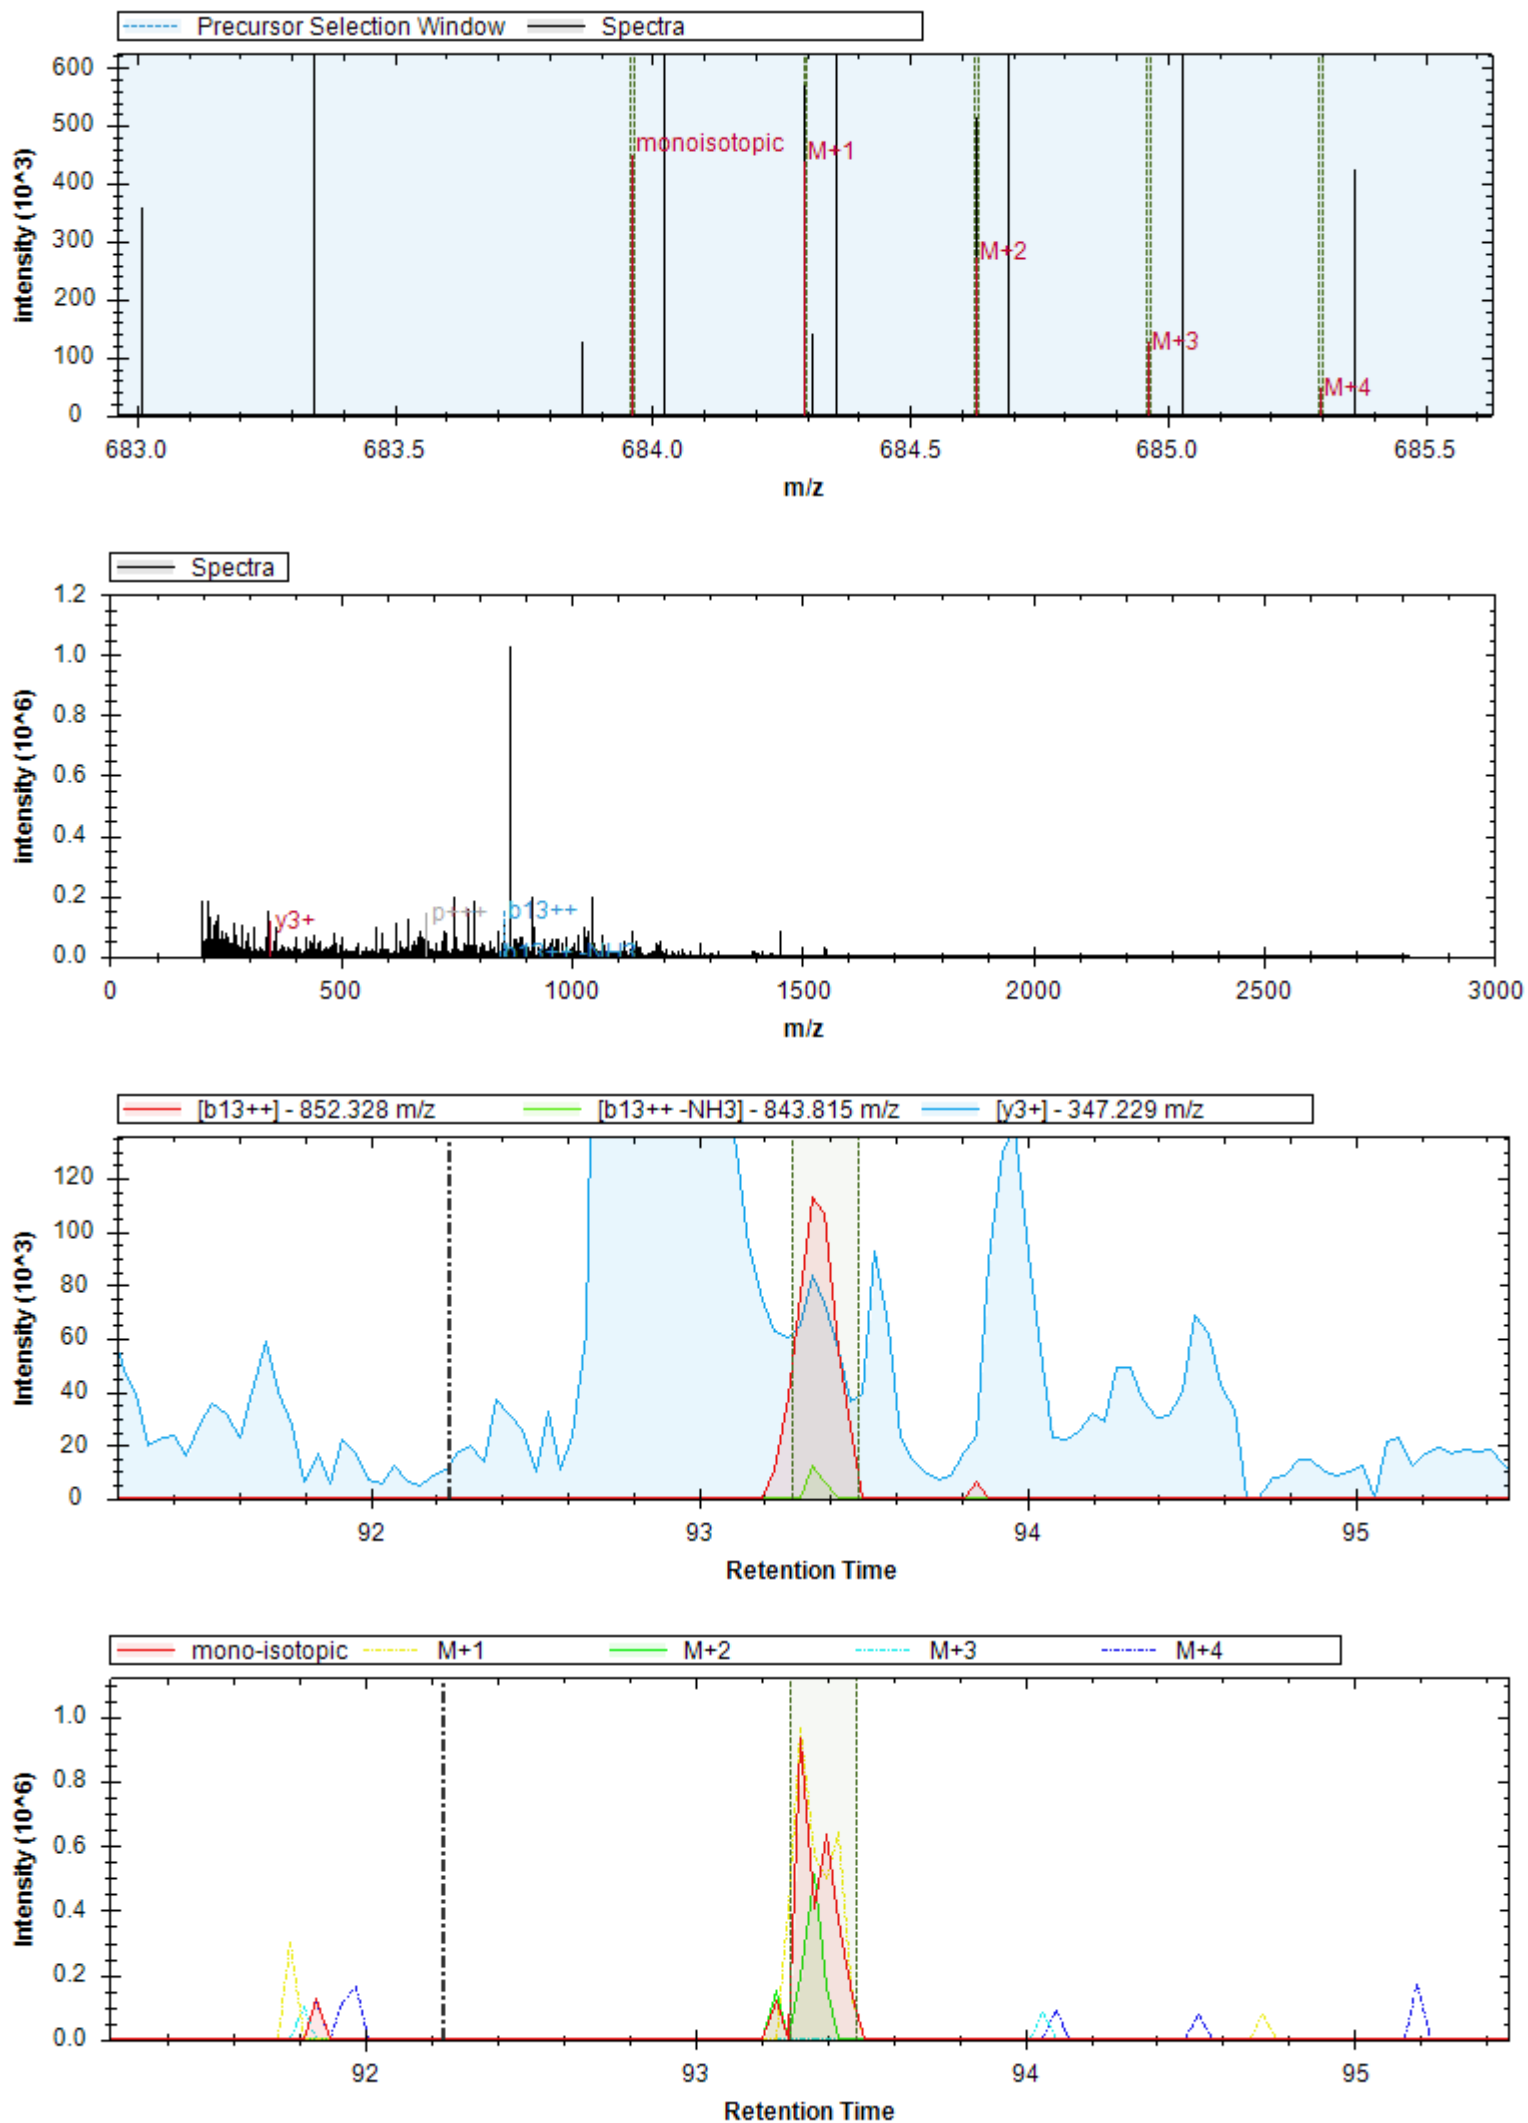 Precursor Selection Window Spectra
600
500
400
300
200
100
0
intensity (10^3)
monoisotopic
M+1
M+2
M+3
M+4
683.0 683.5 684.0 684.5 685.0 685.5
m/z
Spectra
1.2
1.0
0.8
0.6
0.4
0.2
0.0
intensity (10^6)
y3+ p+++ b13++
b13++ -NH3
0 500 1000 1500 2000 2500 3000
m/z
[b13++] - 852.328 m/z [b13++ -NH3] - 843.815 m/z [y3+] - 347.229 m/z
120
100
80
60
40
20
0
Intensity (10^3)
92 93 94 95
Retention Time
mono-isotopic M+1 M+2 M+3 M+4
1.0
0.8
0.6
0.4
0.2
0.0
Intensity (10^6)
92 93 94 95
Retention Time